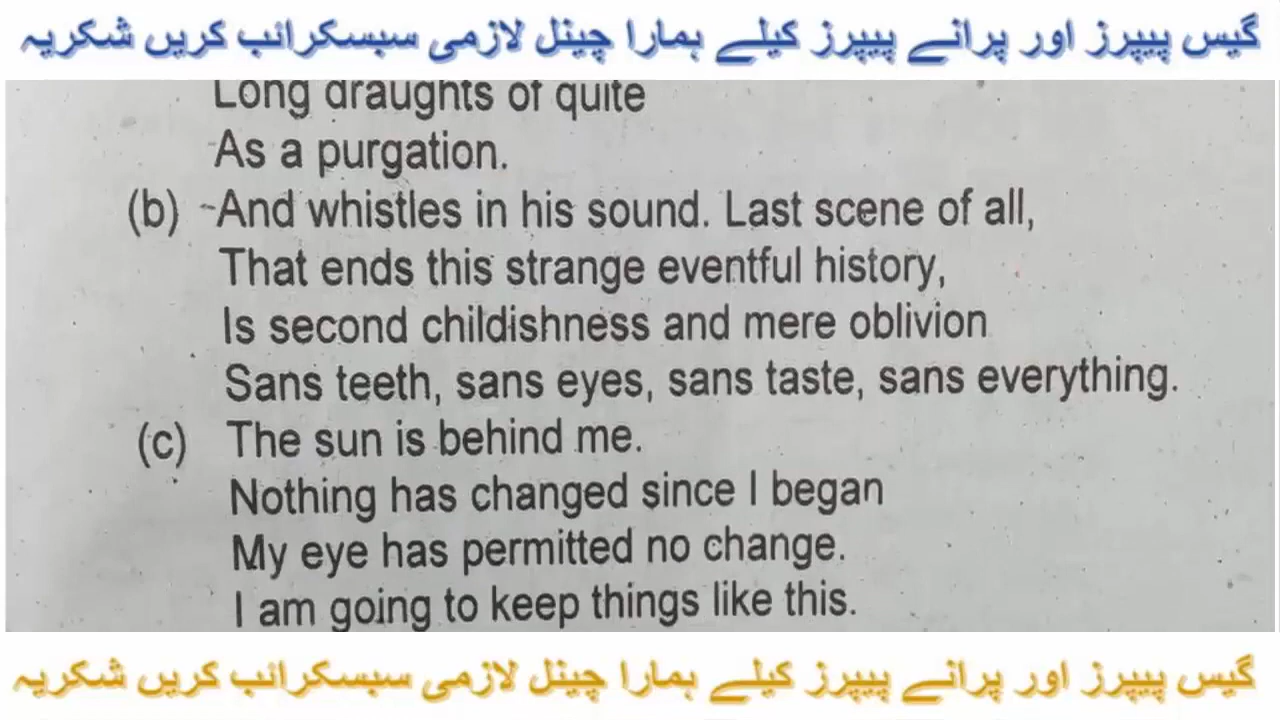 گیس پیپرز اور پرانے پیپرز کیلے ہمارا چینل لازمی سبسکرائب کریں شکریہ
Long draughts of quite
As a purgation.
(b) And whistles in his sound. Last scene of all,
That ends this strange eventful history,
Is second childishness and mere oblivion
Sans teeth, sans eyes, sans taste, sans everything.
(c) The sun is behind me.
Nothing has changed since I began
My eye has permitted no change.
I am going to keep things like this.
گیس پیپرز اور پرانے پیپرز کیلے ہمارا چینل لازمی سبسکرائب کریں شکریہ